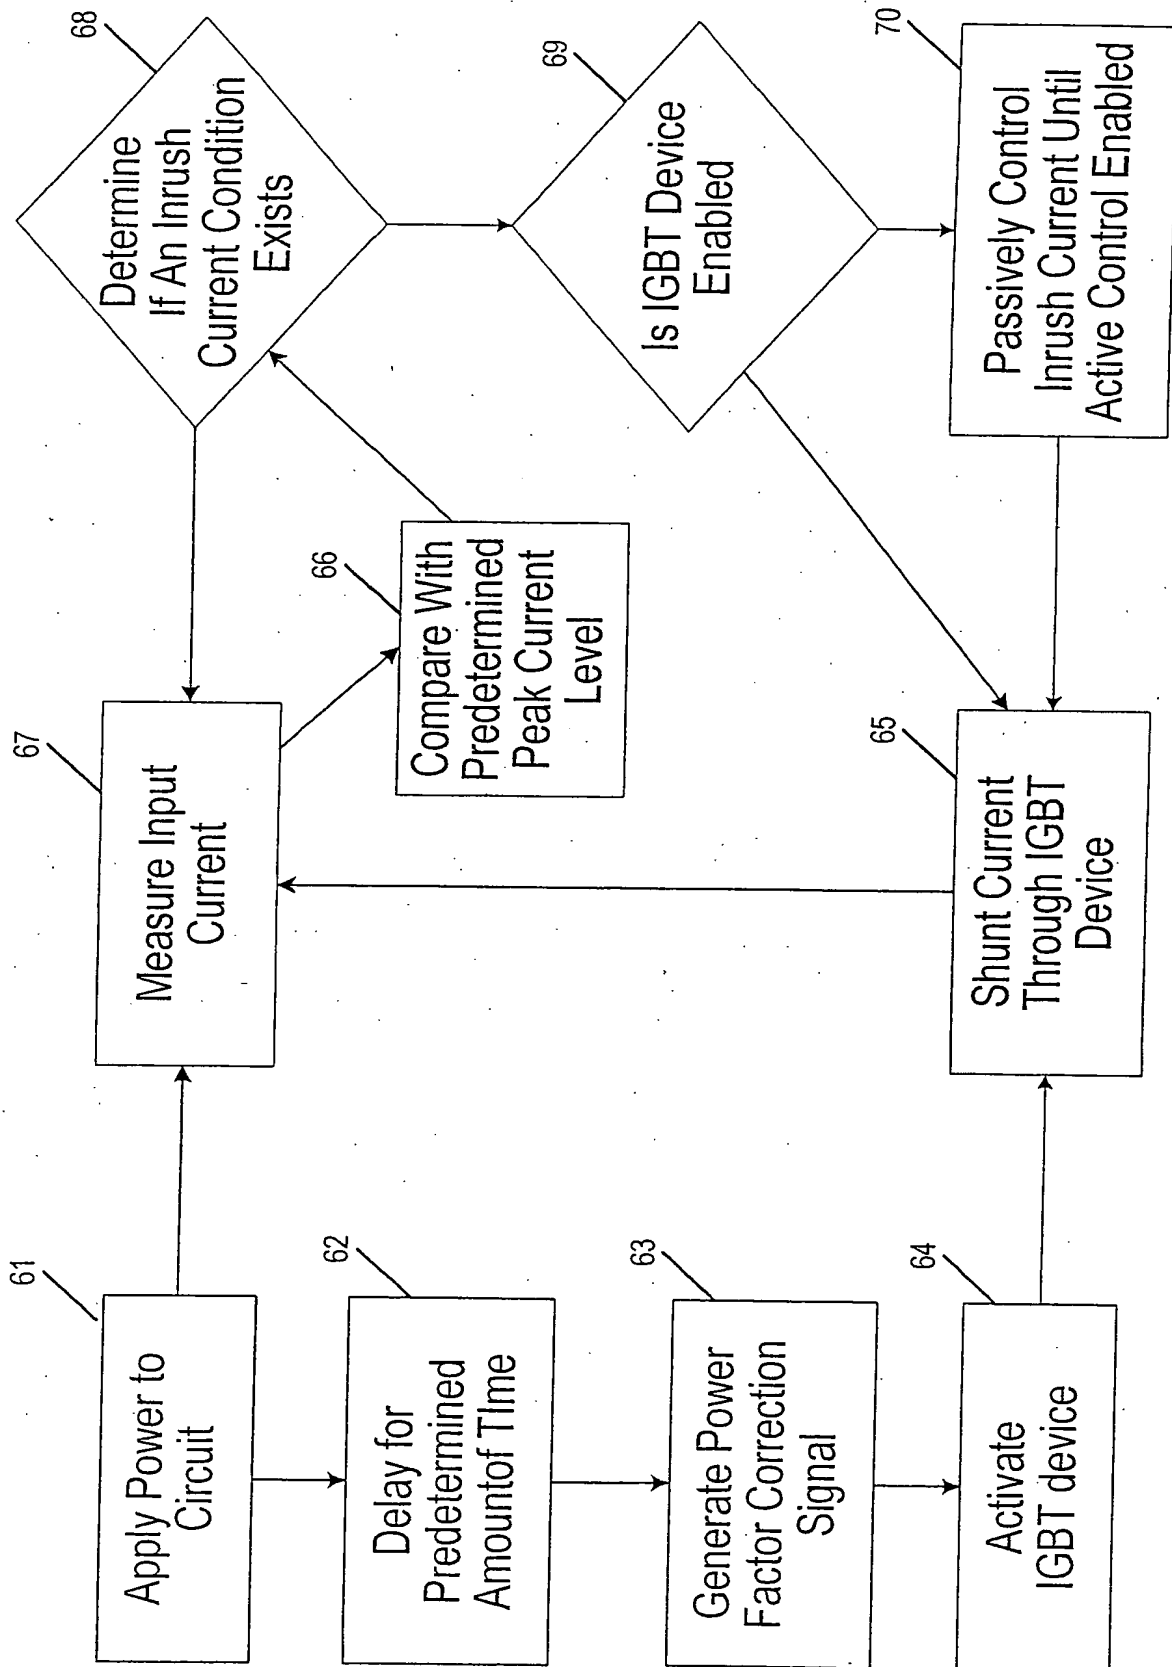 61
Apply Power to
Circuit
62
Delay for
Predetermined
Amountof TIme
63
Generate Power
Factor Correction
Signal
64
Activate
IGBT device
67
Measure Input
Current
66
Compare With
Predetermined
Peak Current
Level
65
Shunt Current
Through IGBT
Device
68
Determine
If An Inrush
Current Condition
Exists
69
Is IGBT Device
Enabled
70
Passively Control
Inrush Current Until
Active Control Enabled